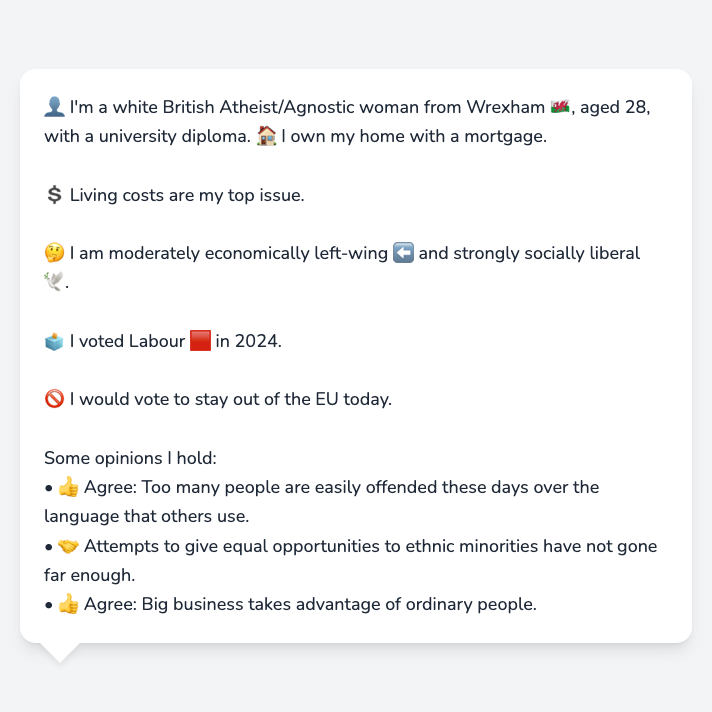 👤 I'm a white British Atheist/Agnostic woman from Wrexham 🏴󠁧󠁢󠁷󠁬󠁳󠁿, aged 28,
with a university diploma. 🏠 I own my home with a mortgage.
💲 Living costs are my top issue.
🤔 I am moderately economically left-wing ⬅️ and strongly socially liberal
🕊️.
🗳️ I voted Labour 🟥 in 2024.
🚫 I would vote to stay out of the EU today.
Some opinions I hold:
• 👍 Agree: Too many people are easily offended these days over the
language that others use.
• 🤝 Attempts to give equal opportunities to ethnic minorities have not gone
far enough.
• 👍 Agree: Big business takes advantage of ordinary people.